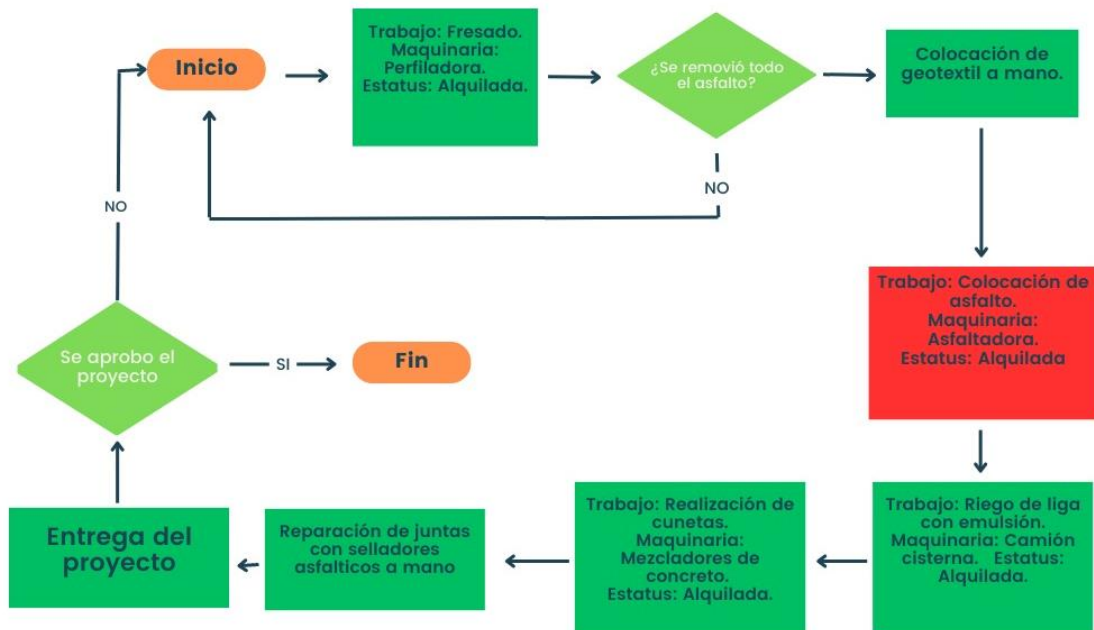 Inicio
Trabajo: Fresado.
Maquinaria:
Perfiladora.
Estatus: Alquilada.
¿Se removió todo
el asfalto?
Colocación de
geotextil a mano.
NO
NO
Trabajo: Colocación de
asfalto.
Maquinaria:
Asfaltadora.
Estatus: Alquilada
Se aprobo el
proyecto
SI
Fin
Trabajo: Riego de liga
con emulsión.
Maquinaria: Camión
cisterna. Estatus:
Alquilada.
Trabajo: Realización de
cunetas.
Maquinaria:
Mezcladores de
concreto.
Estatus: Alquilada.
Reparación de juntas
con selladores
asfalticos a mano
Entrega del
proyecto